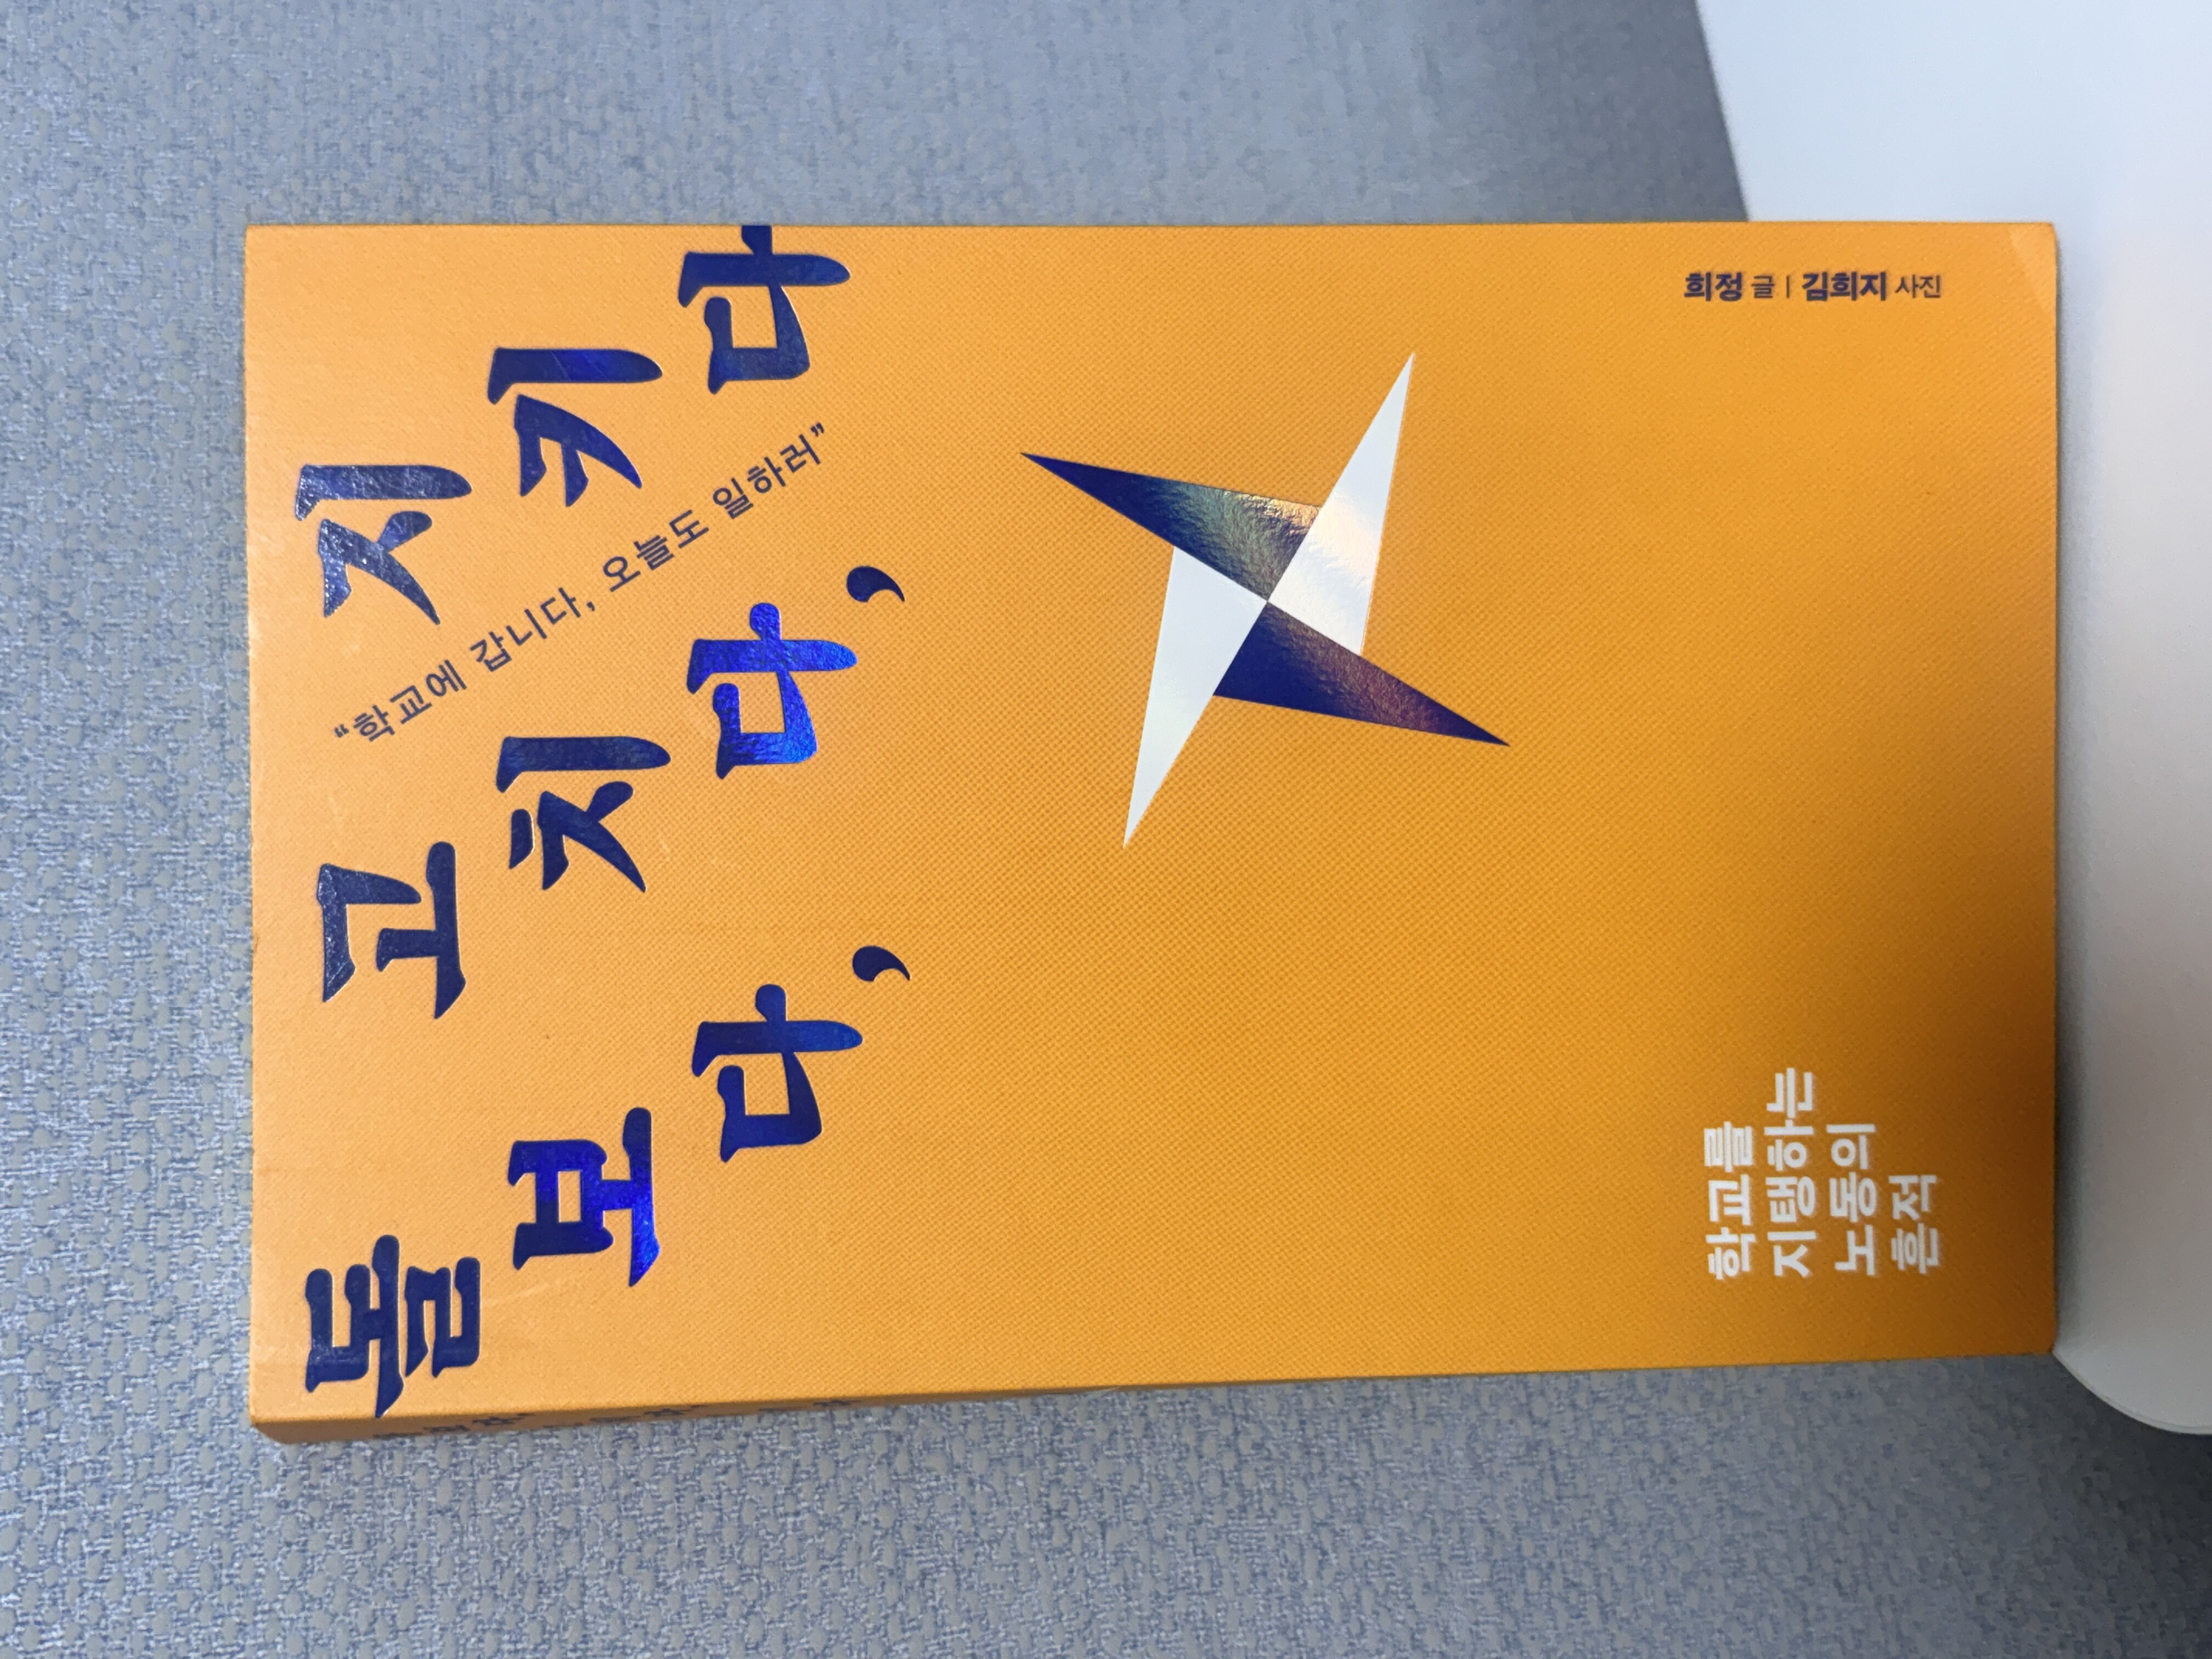 돌보다,
고치다,
지키다
“학교에 갑니다, 오늘도 일하러”
희정 글 | 김희지 사진
학교를
지탱하는
노동의
흔적